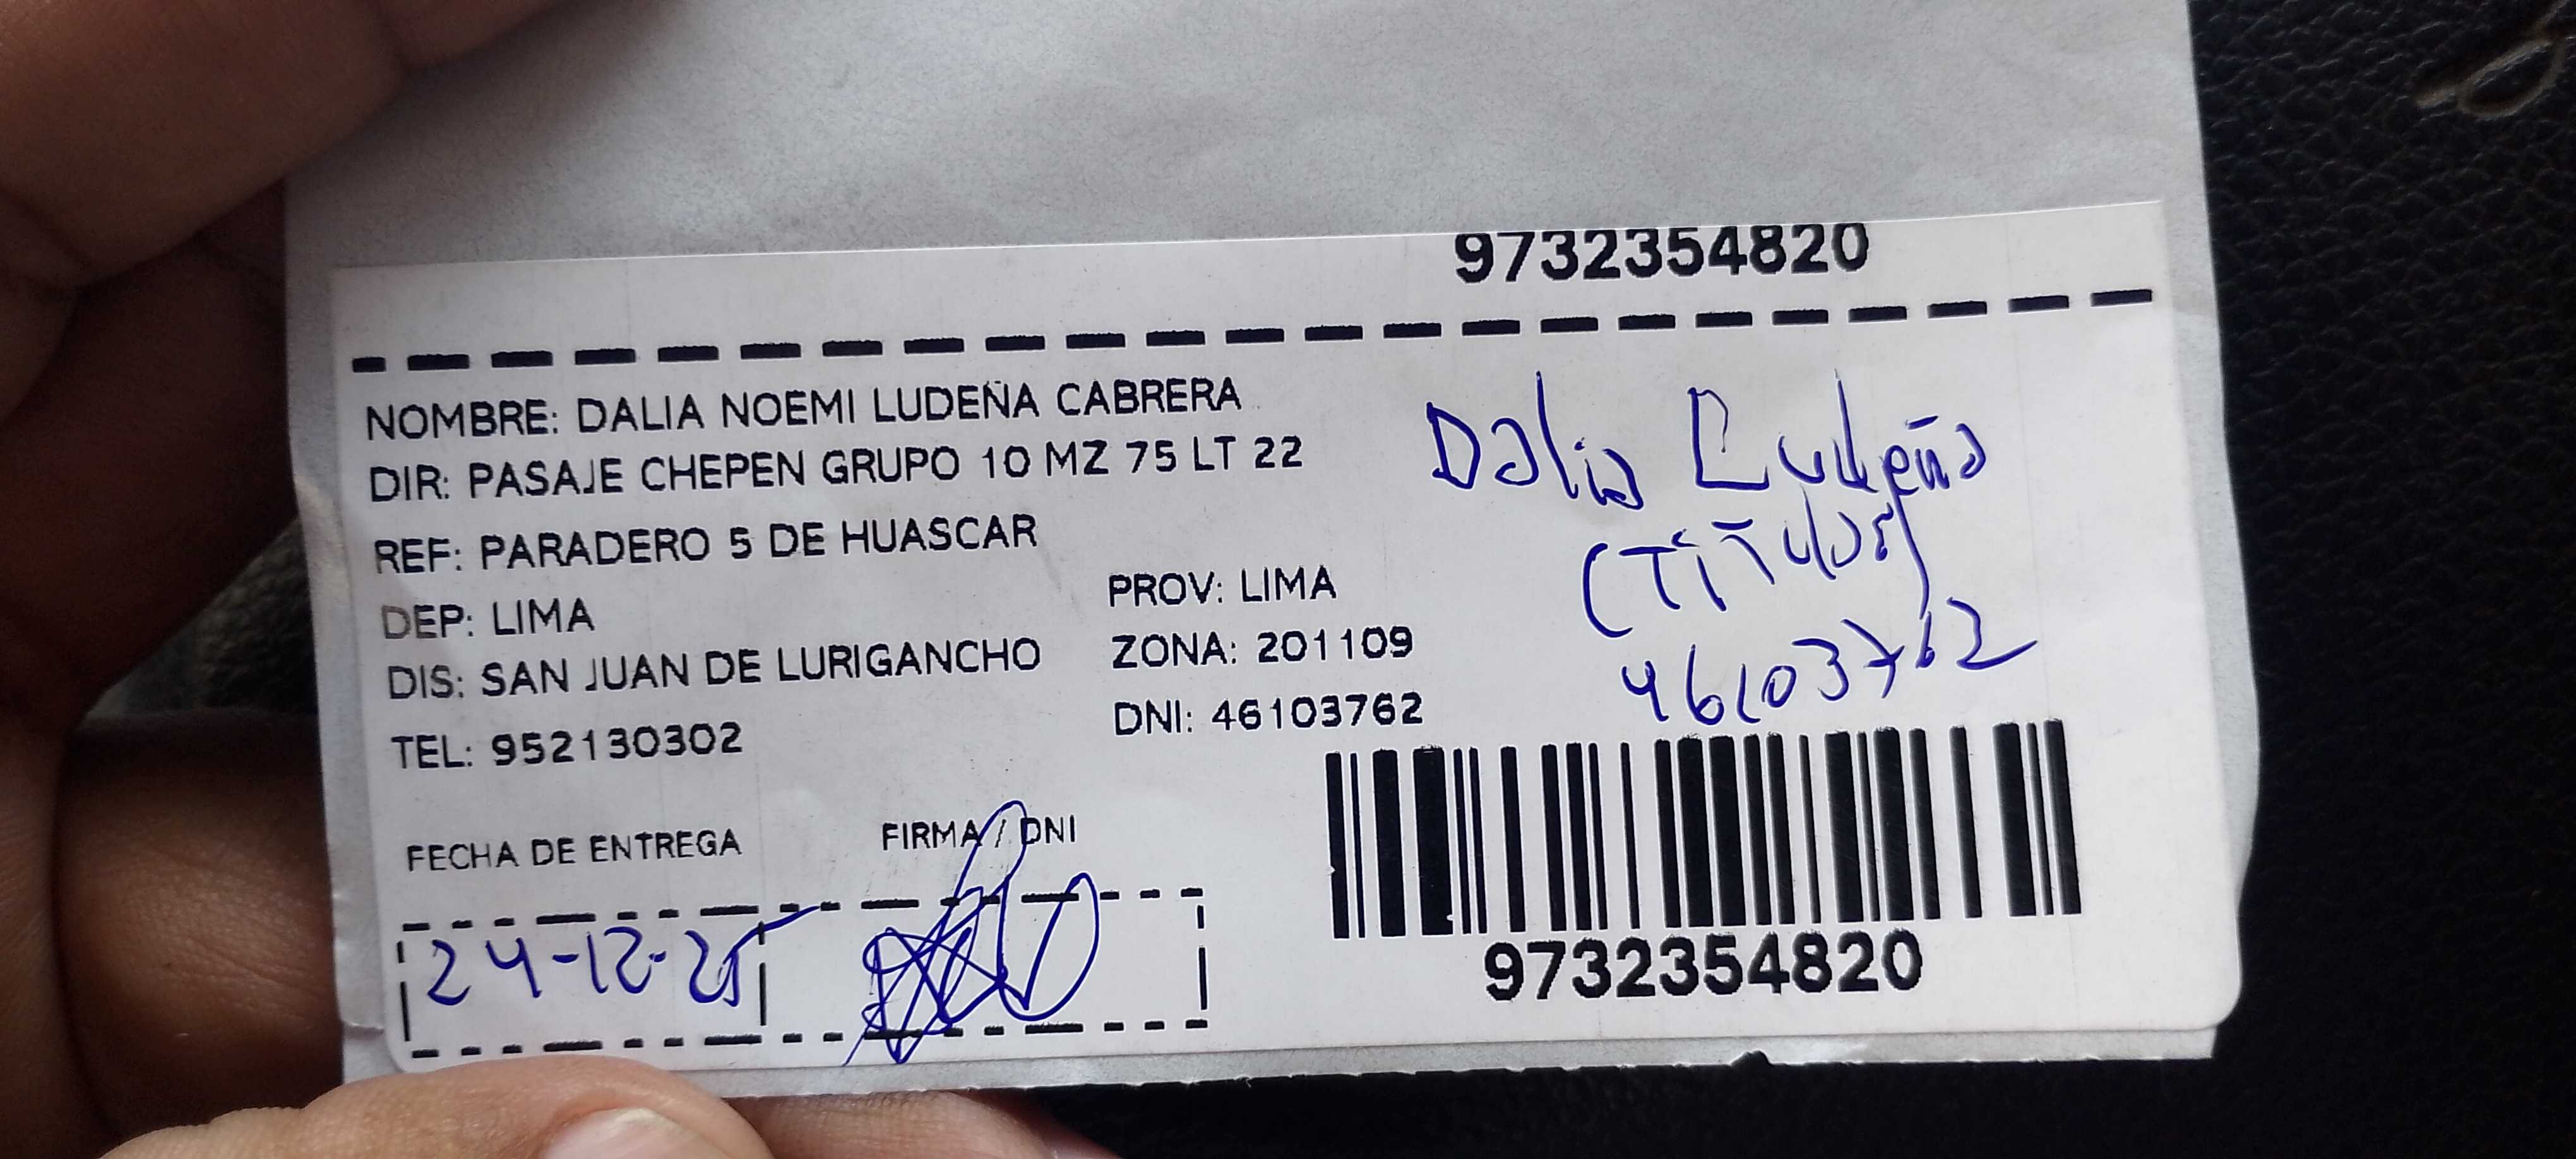 9732354820
NOMBRE: DALIA NOEMI LUDEÑA CABRERA
DIR: PASAJE CHEPEN GRUPO 10 MZ 75 LT 22
REF: PARADERO 5 DE HUASCAR
DEP: LIMA
PROV: LIMA
DIS: SAN JUAN DE LURIGANCHO
ZONA: 201109
TEL: 952130302
DNI: 46103762
Dalia Ludeña
46103762
FECHA DE ENTREGA
FIRMA / DNI
24-12-25
9732354820